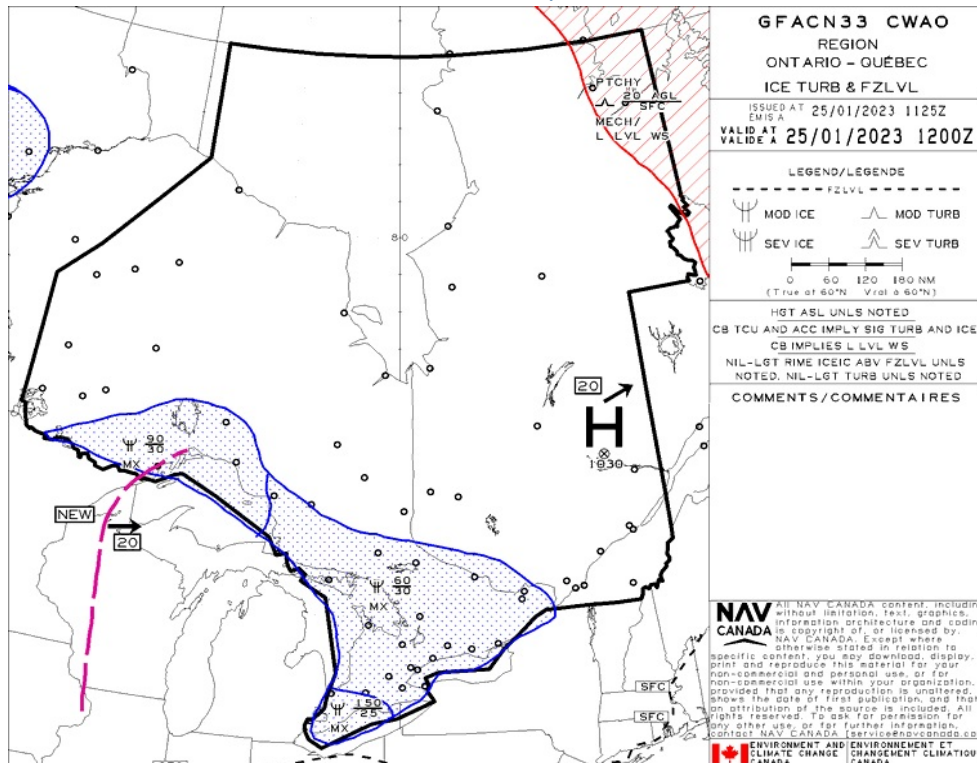 GFACN33 CWAO
REGION
ONTARIO - QUÉBEC
ICE TURB & FZLVL
ISSUED AT
ÉMIS A
25/01/2023 1125Z
VALID AT
VALIDE A
25/01/2023 1200Z
LEGEND/LÉGENDE
FZLVL
MOD ICE
MOD TURB
SEV ICE
SEV TURB
0 60 120 180 NM
(True at 60°N Vrai à 60°N)
HGT ASL UNLS NOTED
CB TCU AND ACC IMPLY SIG TURB AND ICE
CB IMPLIES L LVL WS
NIL-LGT RIME ICEIC ABV FZLVL UNLS
NOTED. NIL-LGT TURB UNLS NOTED
COMMENTS/COMMENTAIRES
PTCHY
20 AGL
SFC
MECH/
L LVL WS
80
20
H
1030
90
30
MX
NEW
20
60
30
MX
150
25
MX
SFC
SFC
NAV
CANADA
All NAV CANADA content, including
without limitation, text, graphics,
information architecture and coding
is copyright of, or licensed by,
NAV CANADA. Except where
otherwise stated in relation to
specific content, you may download, display,
print and reproduce this material for your
non-commercial and personal use, or for
non-commercial use within your organization,
provided that any reproduction is unaltered,
shows the date of first publication, and that
an attribution of the source is included. All
rights reserved. To ask for permission for
any other use, or for further information,
contact NAV CANADA [service@navcanada.co
ENVIRONMENT AND
CLIMATE CHANGE
CANADA
ENVIRONNEMENT ET
CHANGEMENT CLIMATIQU
CANADA